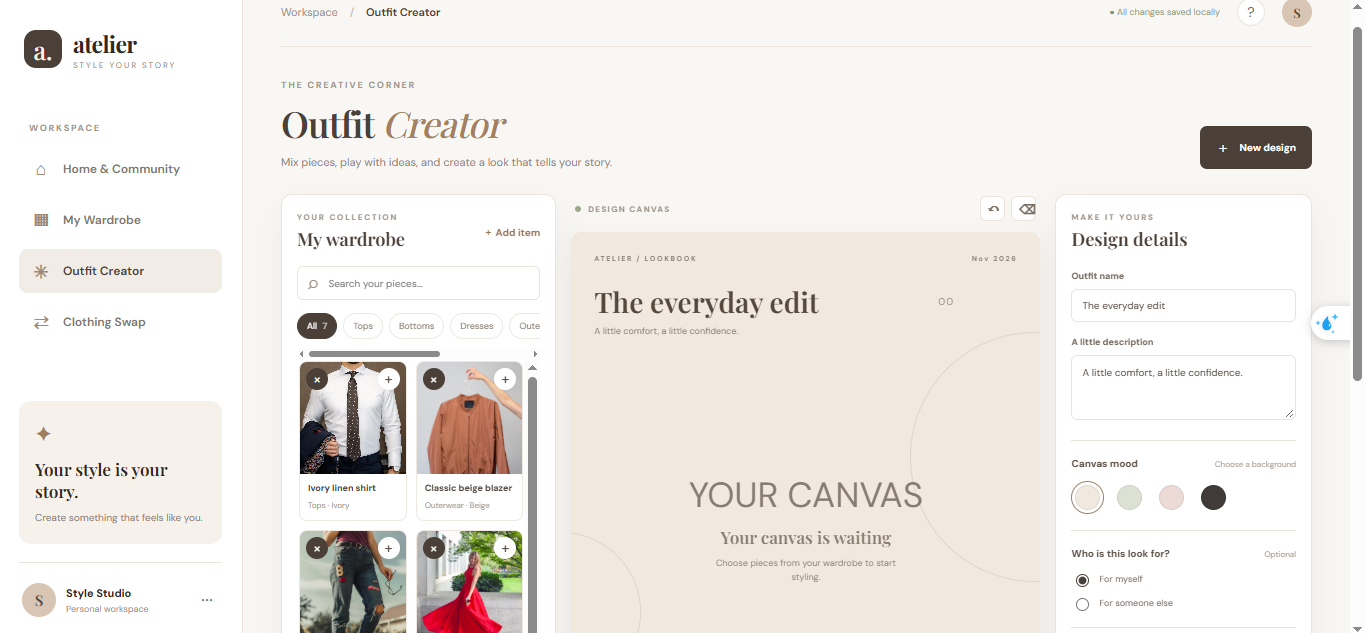 a.
atelier
STYLE YOUR STORY
WORKSPACE
Home & Community
My Wardrobe
Outfit Creator
Clothing Swap
Your style is your
story.
Create something that feels like you.
S
Style Studio
Personal workspace
...
Workspace / Outfit Creator
All changes saved locally
?
S
THE CREATIVE CORNER
Outfit Creator
Mix pieces, play with ideas, and create a look that tells your story.
+ New design
YOUR COLLECTION
My wardrobe
+ Add item
Search your pieces...
All 7
Tops
Bottoms
Dresses
Oute
Ivory linen shirt
Tops · Ivory
Classic beige blazer
Outerwear · Beige
DESIGN CANVAS
ATELIER / LOOKBOOK
Nov 2026
The everyday edit
A little comfort, a little confidence.
YOUR CANVAS
Your canvas is waiting
Choose pieces from your wardrobe to start
styling.
MAKE IT YOURS
Design details
Outfit name
The everyday edit
A little description
A little comfort, a little confidence.
Canvas mood
Choose a background
Who is this look for?
Optional
For myself
For someone else